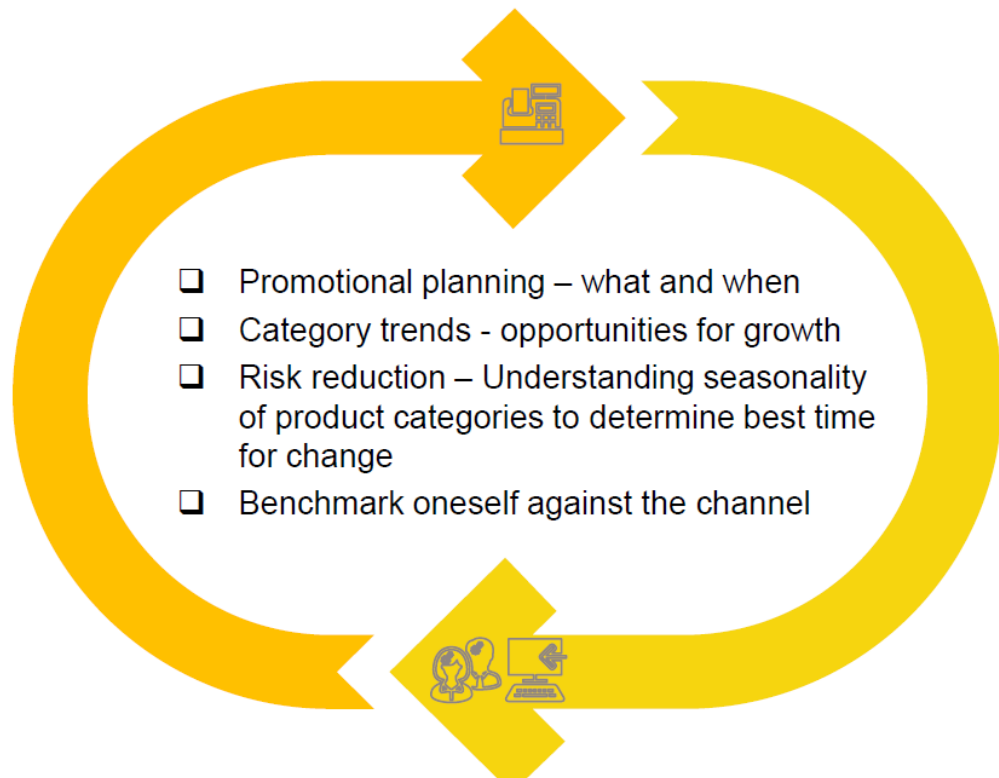 ❑ Promotional planning – what and when
❑ Category trends - opportunities for growth
❑ Risk reduction – Understanding seasonality
of product categories to determine best time
for change
❑ Benchmark oneself against the channel